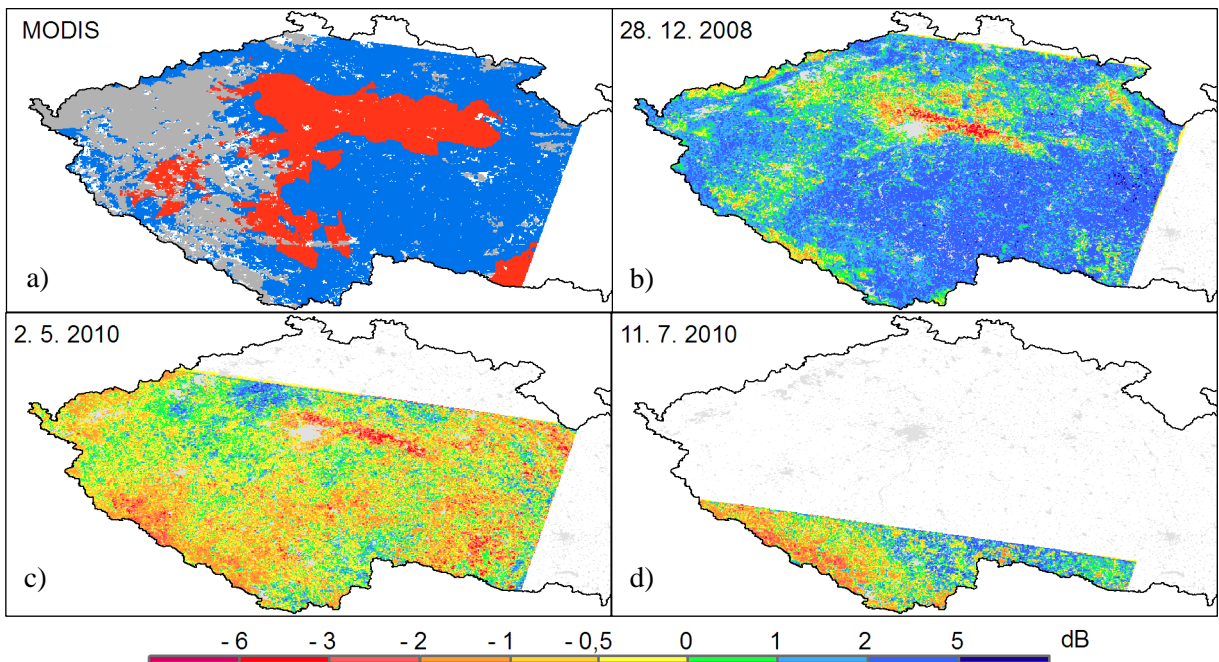 MODIS
28. 12. 2008
a)
b)
2. 5. 2010
11. 7. 2010
c)
d)
- 6 - 3 - 2 - 1 - 0,5 0 1 2 5 dB